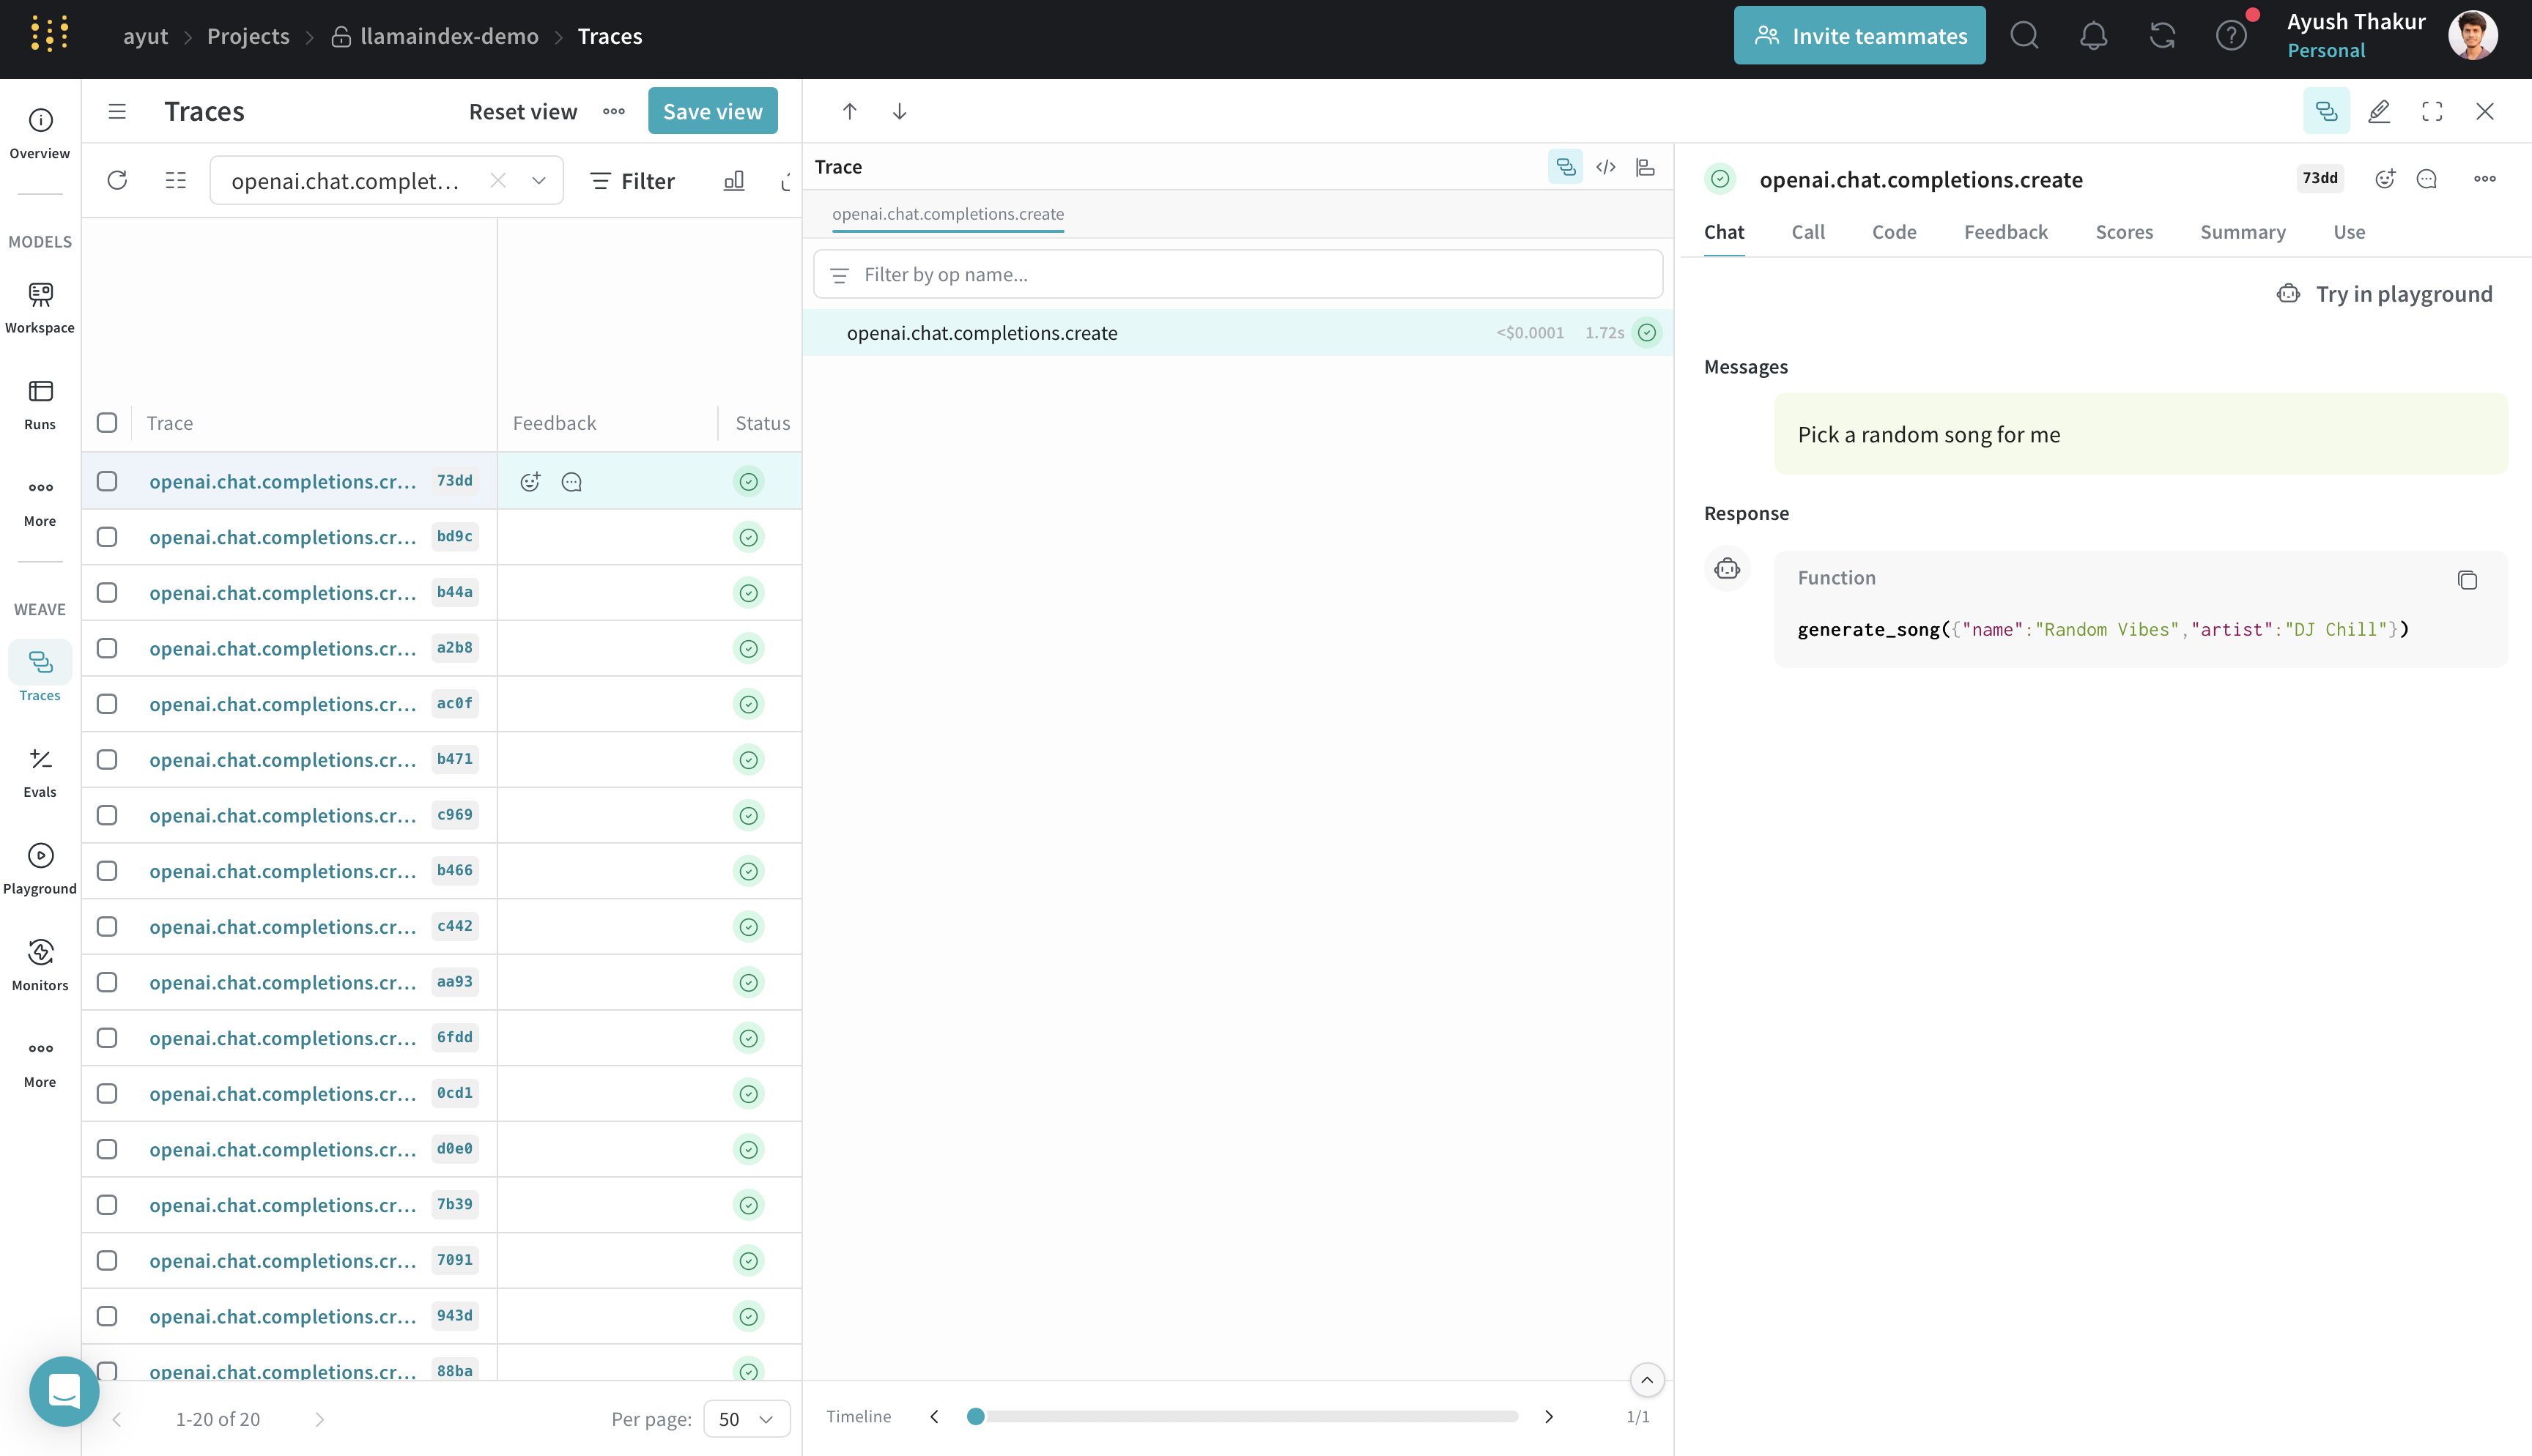 ayut
Projects
llamaindex-demo
Traces
Invite teammates
Ayush Thakur
Personal
Overview
MODELS
Workspace
Runs
More
WEAVE
Traces
Evals
Playground
Monitors
More
Traces
Reset view
Save view
openai.chat.complet...
Filter
Trace
Feedback
Status
openai.chat.completions.cr... 73dd
openai.chat.completions.cr... bd9c
openai.chat.completions.cr... b44a
openai.chat.completions.cr... a2b8
openai.chat.completions.cr... ac0f
openai.chat.completions.cr... b471
openai.chat.completions.cr... c969
openai.chat.completions.cr... b466
openai.chat.completions.cr... c442
openai.chat.completions.cr... aa93
openai.chat.completions.cr... 6fdd
openai.chat.completions.cr... 0cd1
openai.chat.completions.cr... d0e0
openai.chat.completions.cr... 7b39
openai.chat.completions.cr... 7091
openai.chat.completions.cr... 943d
openai.chat.completions.cr... 88ba
1-20 of 20
Per page: 50
Trace
openai.chat.completions.create
Filter by op name...
openai.chat.completions.create <$0.0001 1.72s
Timeline
1/1
openai.chat.completions.create 73dd
Chat Call Code Feedback Scores Summary Use
Try in playground
Messages
Pick a random song for me
Response
Function
generate_song({"name":"Random Vibes","artist":"DJ Chill"})